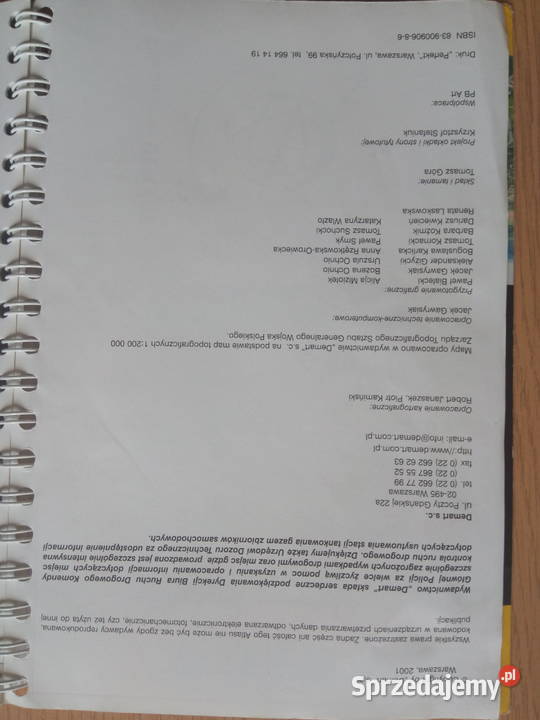 Warszawa, 2001
Wszystkie prawa zastrzeżone. Żadna część ani całość tego Atlasu nie może być bez zgody wydawcy reprodukowana,
kodowana w urządzeniach przetwarzania danych, odtwarzana elektronicznie, fotomechanicznie, czy też użyta do innej
publikacji.
Wydawnictwo „Demart" składa serdeczne podziękowania Dyrekcji Biura Ruchu Drogowego Komendy
Głównej Policji za wielce życzliwą pomoc w uzyskaniu i opracowaniu informacji dotyczących miejsc
szczególnie zagrożonych wypadkami drogowymi oraz miejsc gdzie prowadzona jest szczególnie intensywna
kontrola ruchu drogowego. Dziękujemy także Urzędowi Dozoru Technicznego za udostępnienie informacji
dotyczących usytuowania stacji tankowania gazem zbiorników samochodowych.
Demart s.c.
ul. Poczty Gdańskiej 22a
02-495 Warszawa
tel. (0 22) 662 77 99
(0 22) 867 55 52
fax (0 22) 662 62 63
http://www.demart.com.pl
e-mail: info@demart.com.pl
Opracowanie kartograficzne:
Robert Janaszek, Piotr Kamiński
Mapy opracowano w wydawnictwie „Demart" s.c. na podstawie map topograficznych 1:200 000
Zarządu Topograficznego Sztabu Generalnego Wojska Polskiego.
Opracowanie techniczne-komputerowe:
Jacek Gawrysiak
Przygotowanie graficzne:
Paweł Białecki Alicja Miziołek
Jacek Gawrysiak Bożena Ochnio
Aleksander Giżycki Urszula Ochnio
Bogusława Karlicka Anna Rzętkowska-Orowiecka
Tomasz Kornacki Paweł Smyk
Barbara Koźmik Tomasz Suchocki
Dariusz Kwiecień Katarzyna Wlazło
Renata Laskowska
Skład i łamanie:
Tomasz Góra
Projekt okładki i strony tytułowej:
Krzysztof Stefaniuk
Współpraca:
PB Art
Druk: „Perfekt", Warszawa, ul. Połczyńska 99, tel. 664 14 19
ISBN 83-900906-8-6
Sprzedajemy.pl